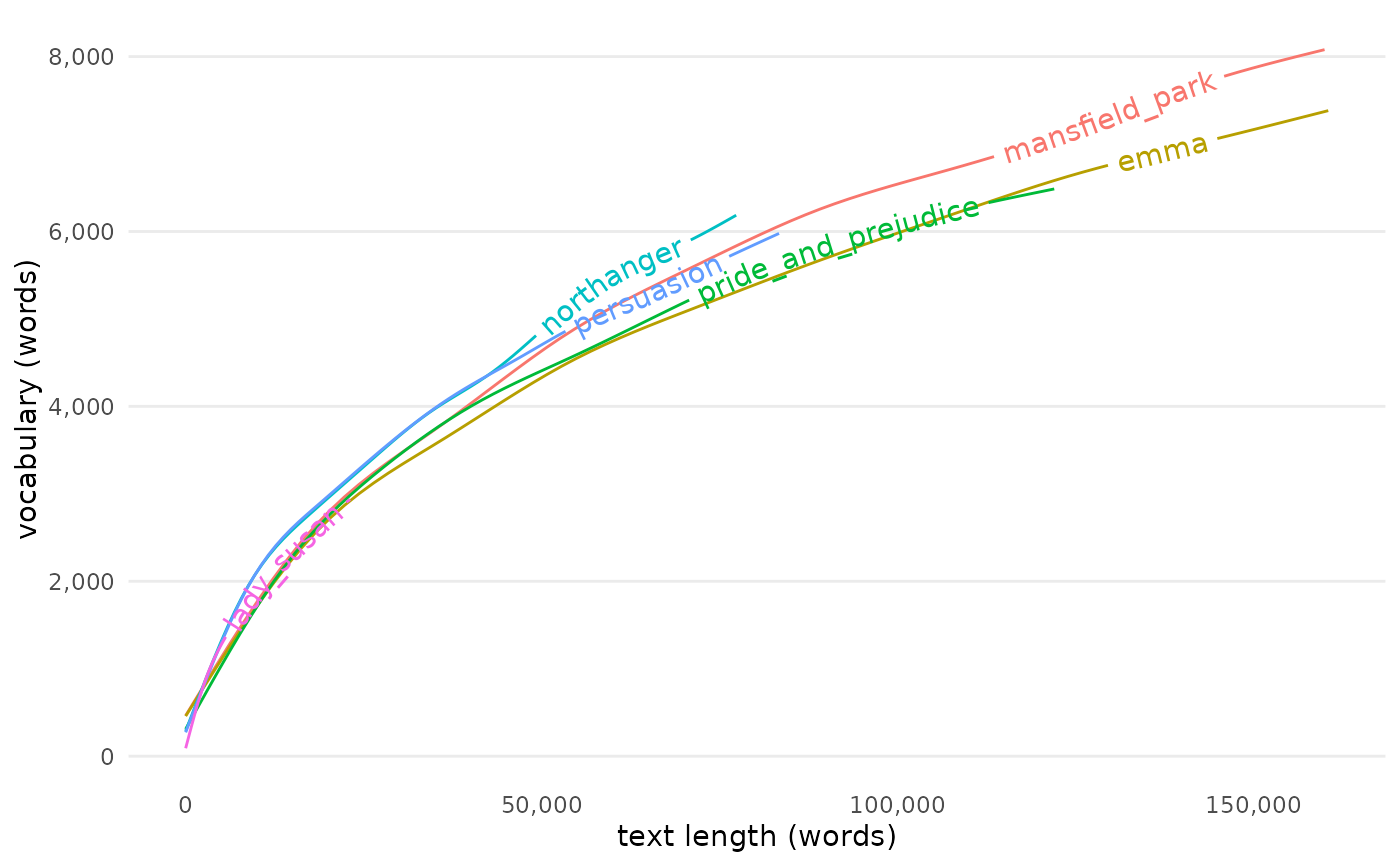 8,000
6,000
4,000
2,000
0
vocabulary (words)
mansfield_park
emma
northanger
persuasion
pride_and_prejudice
lady_susan
0
50,000
100,000
150,000
text length (words)